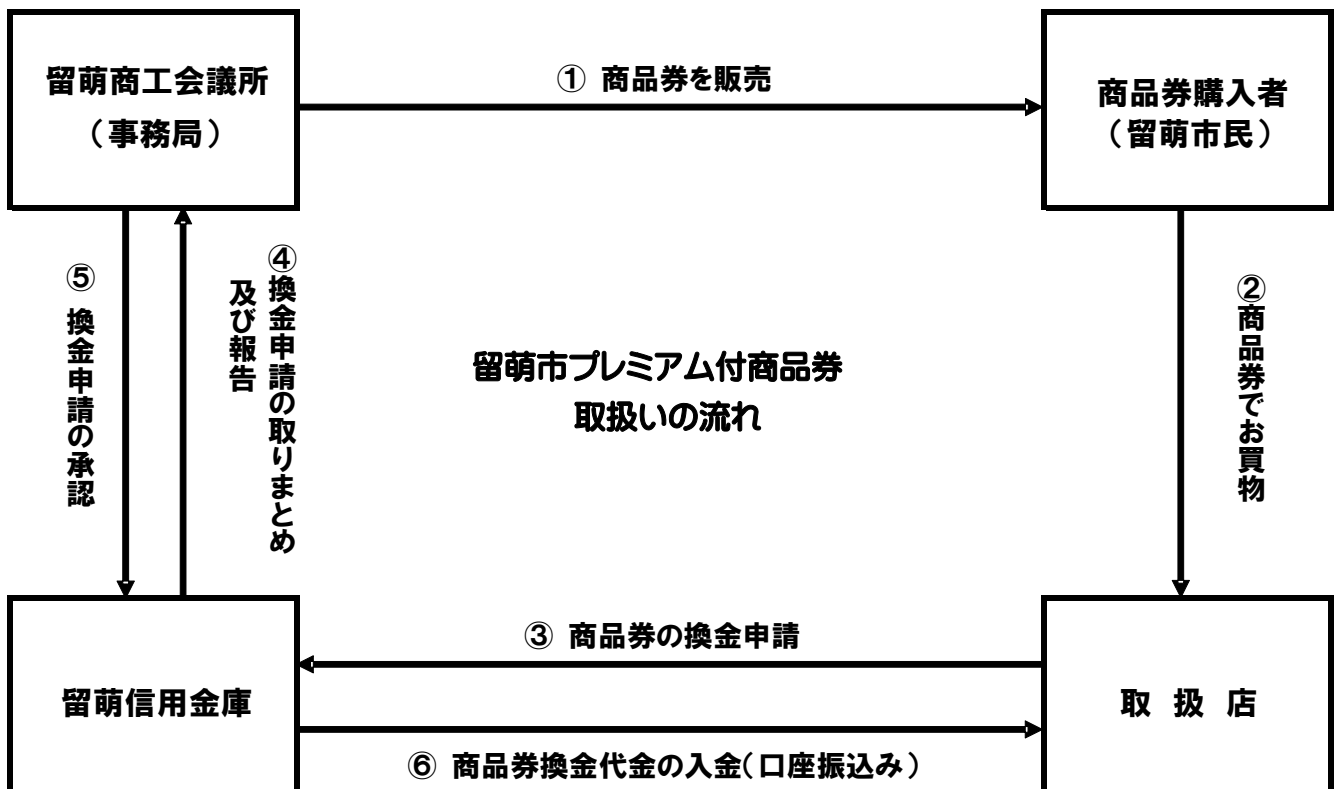 留萌商工会議所
（事務局）
① 商品券を販売
商品券購入者
（留萌市民）
⑤ 換金申請の承認
④換金申請の取りまとめ
及び報告
留萌市プレミアム付商品券
取扱いの流れ
②商品券でお買物
③ 商品券の換金申請
留萌信用金庫
取 扱 店
⑥ 商品券換金代金の入金（口座振込み）